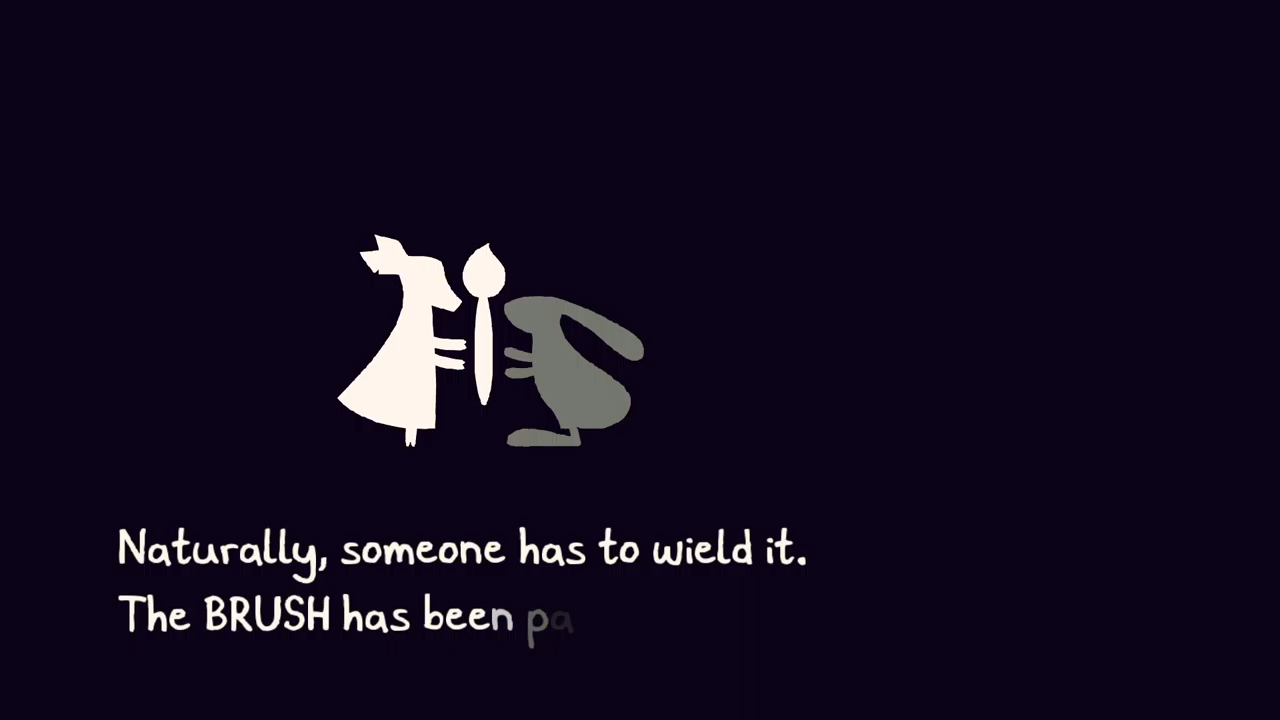 Naturally, someone has to wield it.
The BRUSH has been pa